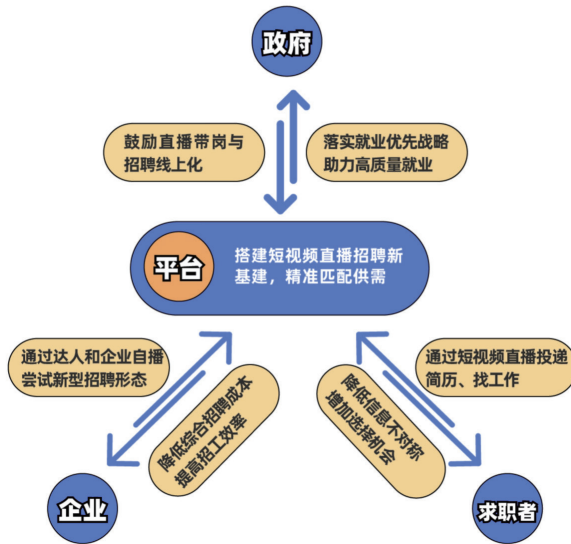 政府
鼓励直播带岗与
招聘线上化
落实就业优先战略
助力高质量就业
平台
搭建短视频直播招聘新
基建，精准匹配供需
通过达人和企业自播
尝试新型招聘形态
降低综合招聘成本
提高招工效率
降低信息不对称
增加选择机会
通过短视频直播投递
简历、找工作
企业
求职者